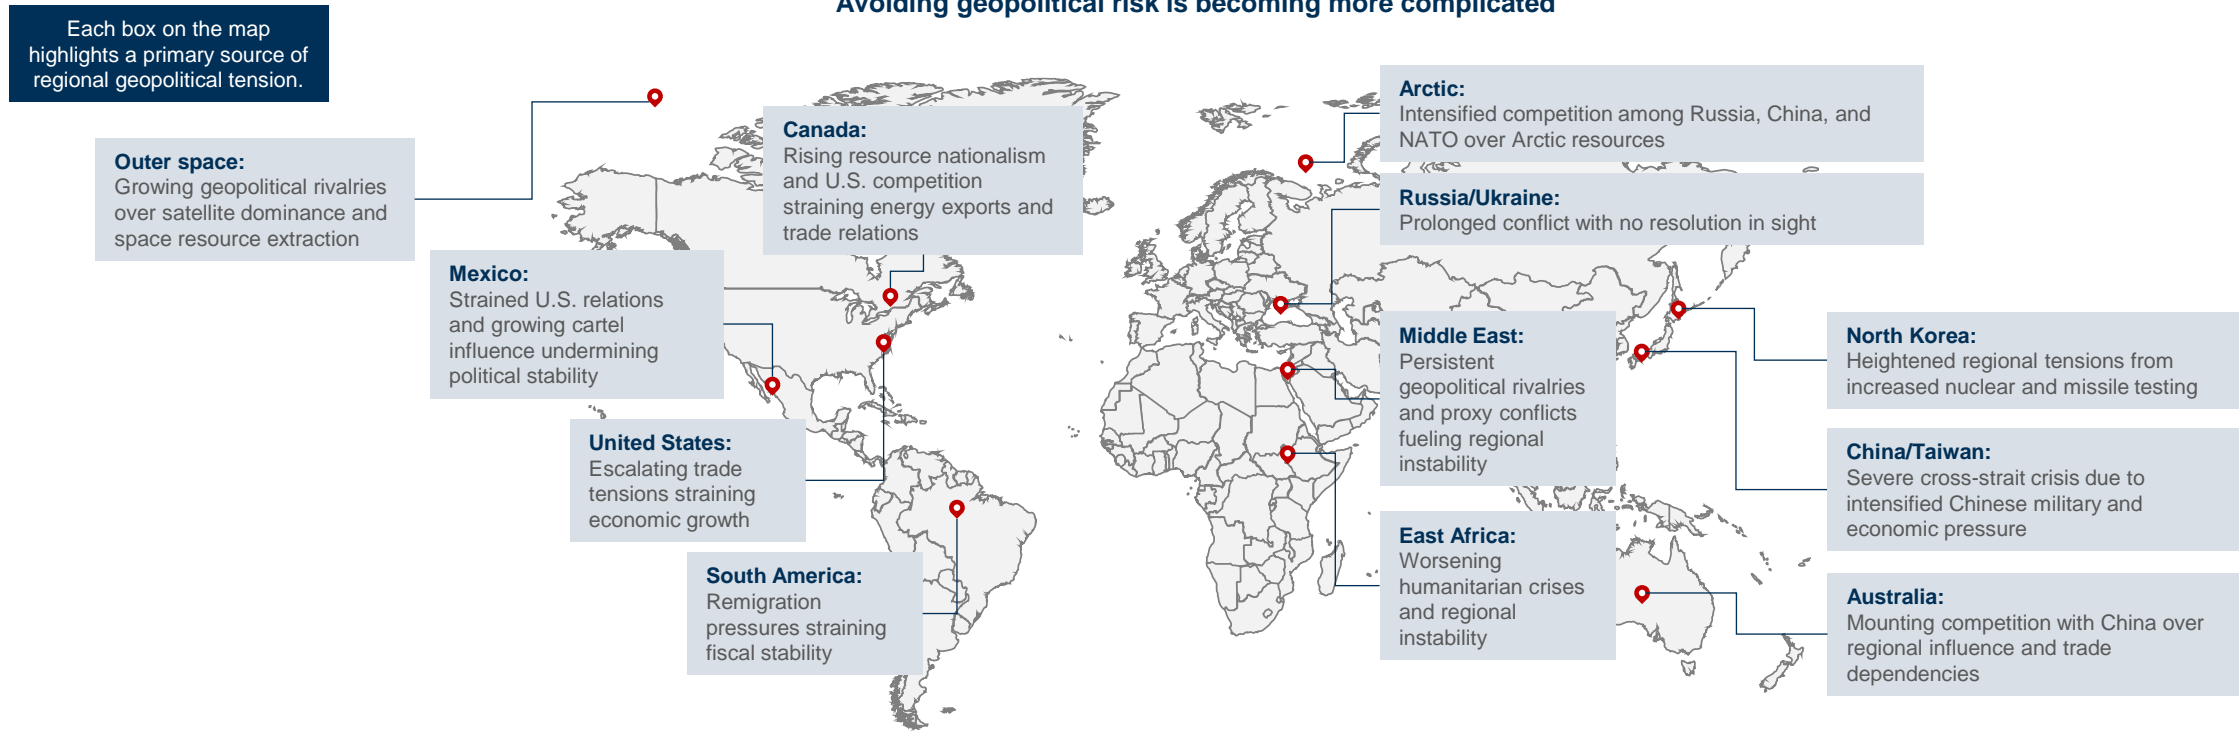 Avoiding geopolitical risk is becoming more complicated
Each box on the map
highlights a primary source of
regional geopolitical tension.
Outer space:
Growing geopolitical rivalries
over satellite dominance and
space resource extraction
Canada:
Rising resource nationalism
and U.S. competition
straining energy exports and
trade relations
Mexico:
Strained U.S. relations
and growing cartel
influence undermining
political stability
United States:
Escalating trade
tensions straining
economic growth
South America:
Remigration
pressures straining
fiscal stability
Arctic:
Intensified competition among Russia, China, and
NATO over Arctic resources
Russia/Ukraine:
Prolonged conflict with no resolution in sight
Middle East:
Persistent
geopolitical rivalries
and proxy conflicts
fueling regional
instability
East Africa:
Worsening
humanitarian crises
and regional
instability
North Korea:
Heightened regional tensions from
increased nuclear and missile testing
China/Taiwan:
Severe cross-strait crisis due to
intensified Chinese military and
economic pressure
Australia:
Mounting competition with China over
regional influence and trade
dependencies